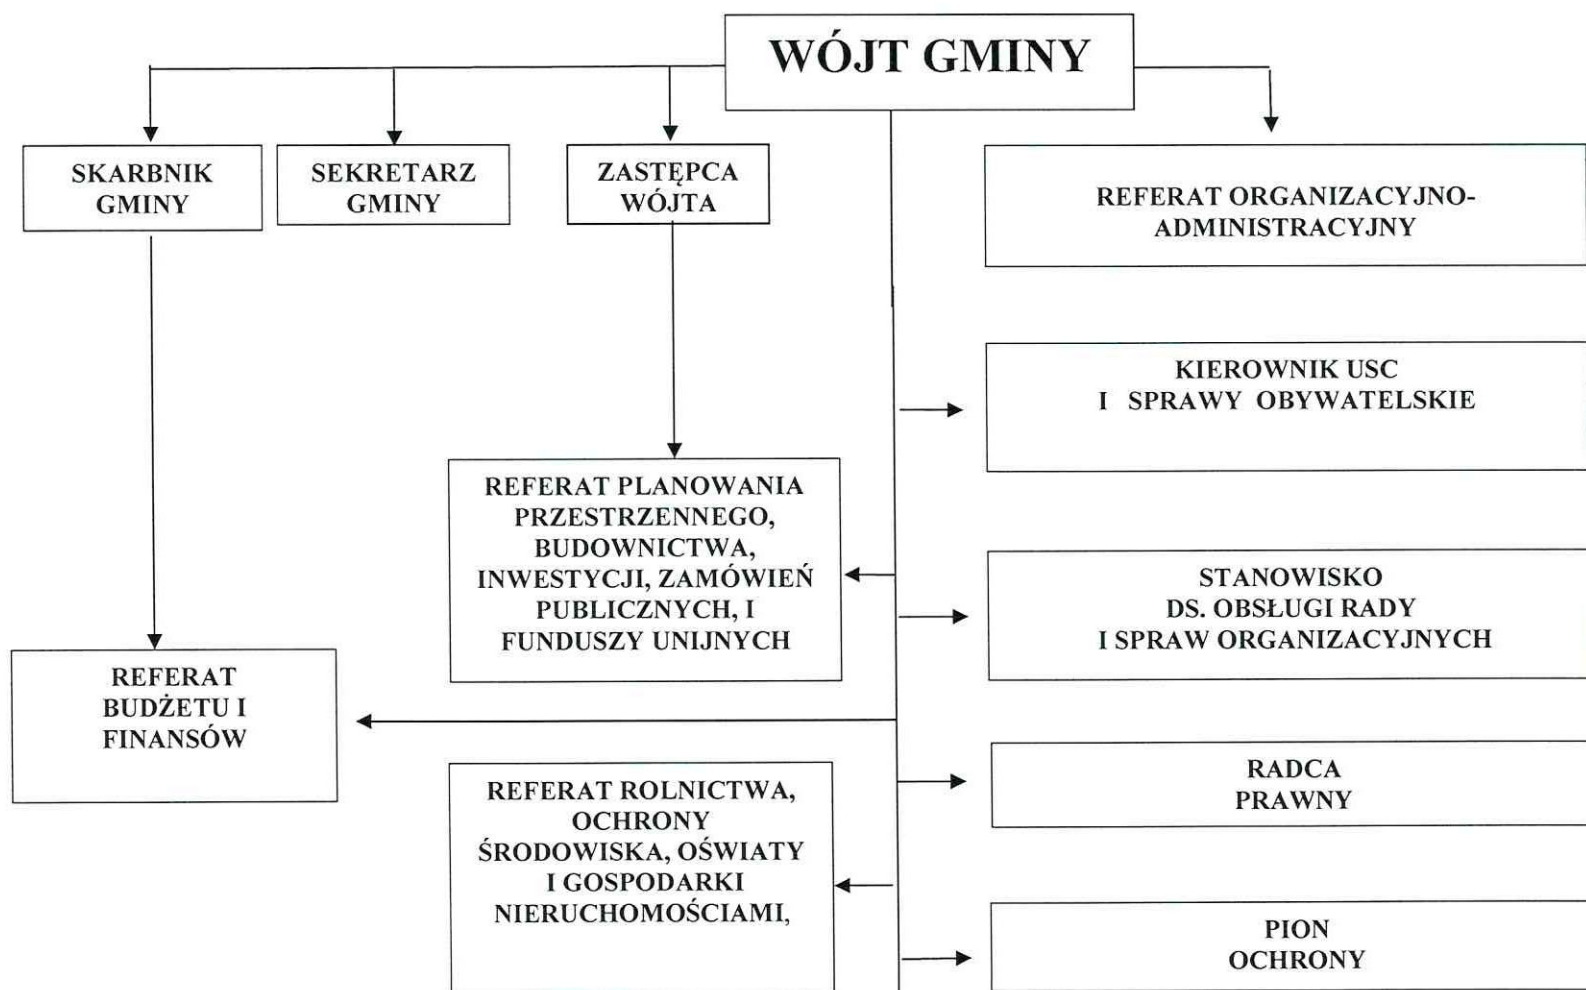 WÓJT GMINY
SKARBNIK
GMINY
SEKRETARZ
GMINY
ZASTĘPCA
WÓJTA
REFERAT ORGANIZACYJNO-
ADMINISTRACYJNY
KIEROWNIK USC
I SPRAWY OBYWATELSKIE
REFERAT PLANOWANIA
PRZESTRZENNEGO,
BUDOWNICTWA,
INWESTYCJI, ZAMÓWIEŃ
PUBLICZNYCH, I
FUNDUSZY UNIJNYCH
STANOWISKO
DS. OBSŁUGI RADY
I SPRAW ORGANIZACYJNYCH
REFERAT
BUDŻETU I
FINANSÓW
RADCA
PRAWNY
REFERAT ROLNICTWA,
OCHRONY
ŚRODOWISKA, OŚWIATY
I GOSPODARKI
NIERUCHOMOŚCIAMI,
PION
OCHRONY